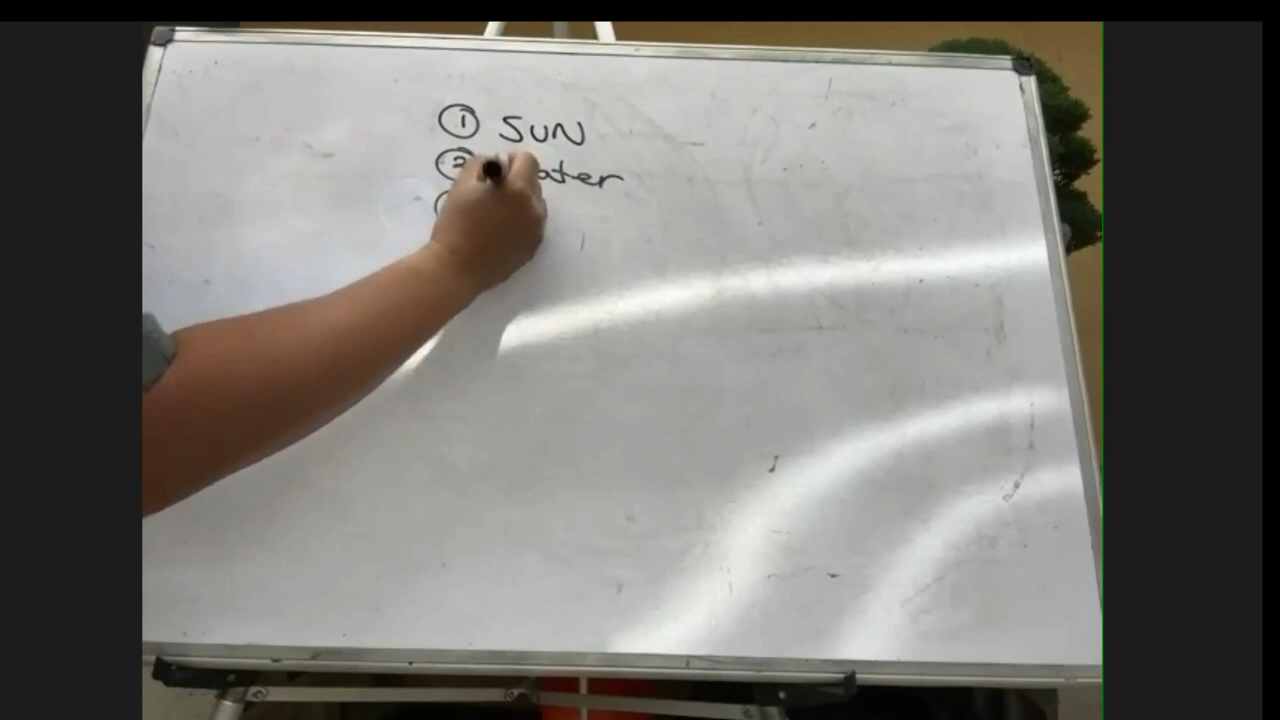 ① SUN
② ater